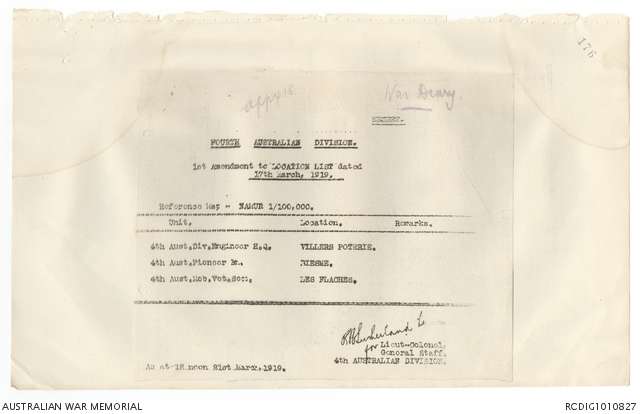 176
appx 18
War Diary.
SECRET.
FOURTH AUSTRALIAN DIVISION.
1st Amendment to LOCATION LIST dated
17th March, 1919.
Reference Map - NAMUR 1/100,000.
Unit. Location. Remarks.
4th Aust.Div.Engineer H.Q. VILLERS POTERIE.
4th Aust.Pioneer Bn. BIESME.
4th Aust.Mob.Vet.Sec. LES FLACHES.
for Lieut-Colonel,
General Staff,
4th AUSTRALIAN DIVISION.
As at 12 noon 21st March, 1919.
AUSTRALIAN WAR MEMORIAL
RCDIG1010827